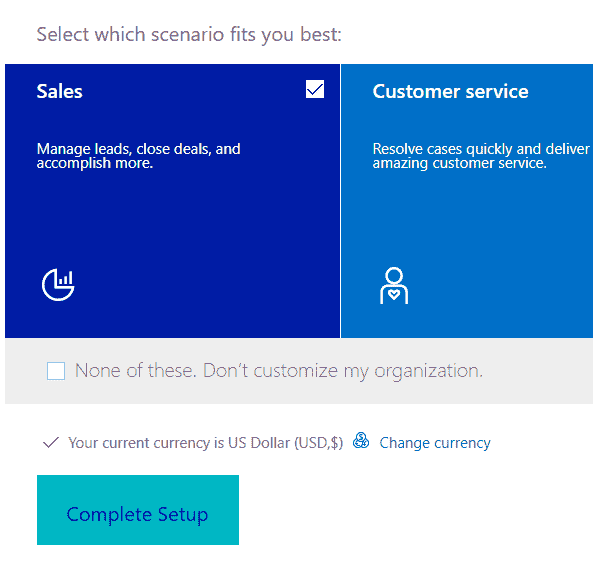 Select which scenario fits you best:
Sales
Manage leads, close deals, and
accomplish more.
Customer service
Resolve cases quickly and deliver
amazing customer service.
None of these. Don't customize my organization.
Your current currency is US Dollar (USD,$) Change currency
Complete Setup